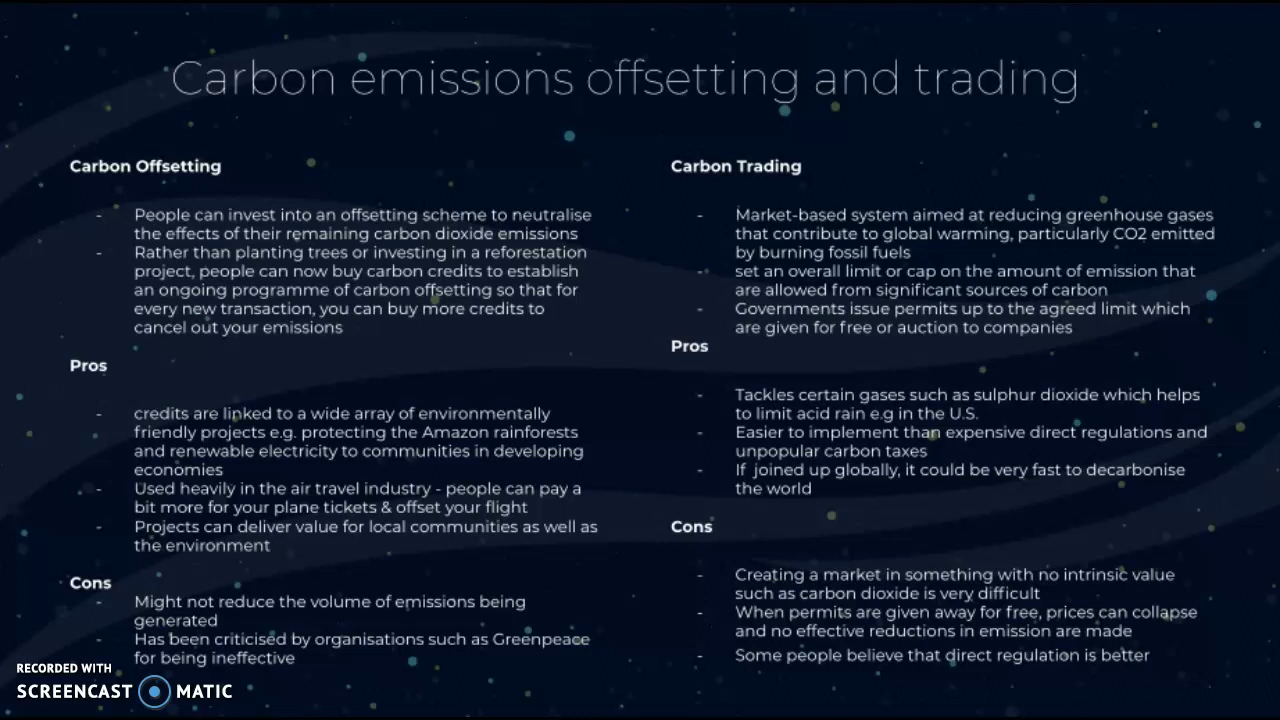 Carbon emissions offsetting and trading
Carbon Offsetting
- People can invest into an offsetting scheme to neutralise
the effects of their remaining carbon dioxide emissions
- Rather than planting trees or investing in a reforestation
project, people can now buy carbon credits to establish
an ongoing programme of carbon offsetting so that for
every new transaction, you can buy more credits to
cancel out your emissions
Pros
- credits are linked to a wide array of environmentally
friendly projects e.g. protecting the Amazon rainforests
and renewable electricity to communities in developing
economies
- Used heavily in the air travel industry - people can pay a
bit more for your plane tickets & offset your flight
- Projects can deliver value for local communities as well as
the environment
Cons
- Might not reduce the volume of emissions being
generated
- Has been criticised by organisations such as Greenpeace
for being ineffective
Carbon Trading
- Market-based system aimed at reducing greenhouse gases
that contribute to global warming, particularly CO2 emitted
by burning fossil fuels
- set an overall limit or cap on the amount of emission that
are allowed from significant sources of carbon
- Governments issue permits up to the agreed limit which
are given for free or auction to companies
Pros
- Tackles certain gases such as sulphur dioxide which helps
to limit acid rain e.g in the U.S.
- Easier to implement than expensive direct regulations and
unpopular carbon taxes
- If joined up globally, it could be very fast to decarbonise
the world
Cons
- Creating a market in something with no intrinsic value
such as carbon dioxide is very difficult
- When permits are given away for free, prices can collapse
and no effective reductions in emission are made
- Some people believe that direct regulation is better
RECORDED WITH
SCREENCAST MATIC